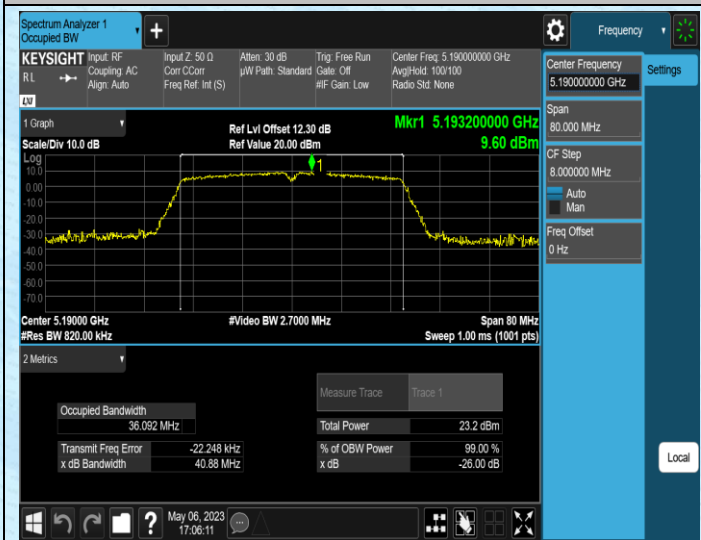 Spectrum Analyzer 1
Occupied BW
+
Frequency
KEYSIGHT
R L
LXI
Input: RF
Coupling: AC
Align: Auto
Input Z: 50 Ω
Corr CCorr
Freq Ref: Int (S)
Atten: 30 dB
µW Path: Standard
Trig: Free Run
Gate: Off
#IF Gain: Low
Center Freq: 5.190000000 GHz
Avg|Hold: 100/100
Radio Std: None
Center Frequency
5.190000000 GHz
Settings
Span
80.000 MHz
CF Step
8.000000 MHz
Auto
Man
Freq Offset
0 Hz
1 Graph
Scale/Div 10.0 dB
Ref Lvl Offset 12.30 dB
Ref Value 20.00 dBm
Mkr1 5.193200000 GHz
9.60 dBm
Log
10.0
0.00
-10.0
-20.0
-30.0
-40.0
-50.0
-60.0
-70.0
1
Center 5.19000 GHz
#Res BW 820.00 kHz
#Video BW 2.7000 MHz
Span 80 MHz
Sweep 1.00 ms (1001 pts)
2 Metrics
Measure Trace Trace 1
Occupied Bandwidth
36.092 MHz
Total Power 23.2 dBm
Transmit Freq Error -22.248 kHz
% of OBW Power 99.00 %
x dB Bandwidth 40.88 MHz
x dB -26.00 dB
Local
?
May 06, 2023
17:06:11